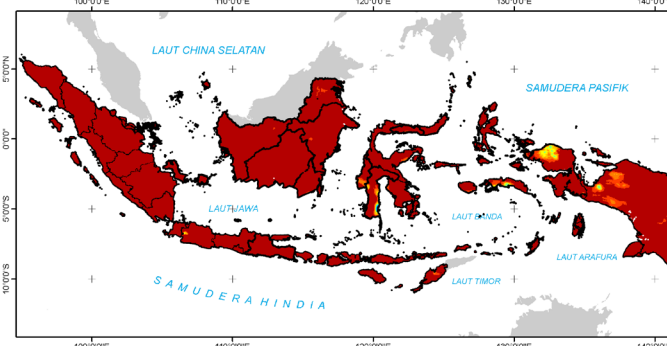 100°0'0"E 110°0'0"E 120°0'0"E 130°0'0"E 140°0'0"
LAUT CHINA SELATAN
5°0'0"N
SAMUDERA PASIFIK
0°0'0"
LAUT JAWA
5°0'0"S
LAUT BANDA
LAUT ARAFURA
10°0'0"S
LAUT TIMOR
SAMUDERA HINDIA